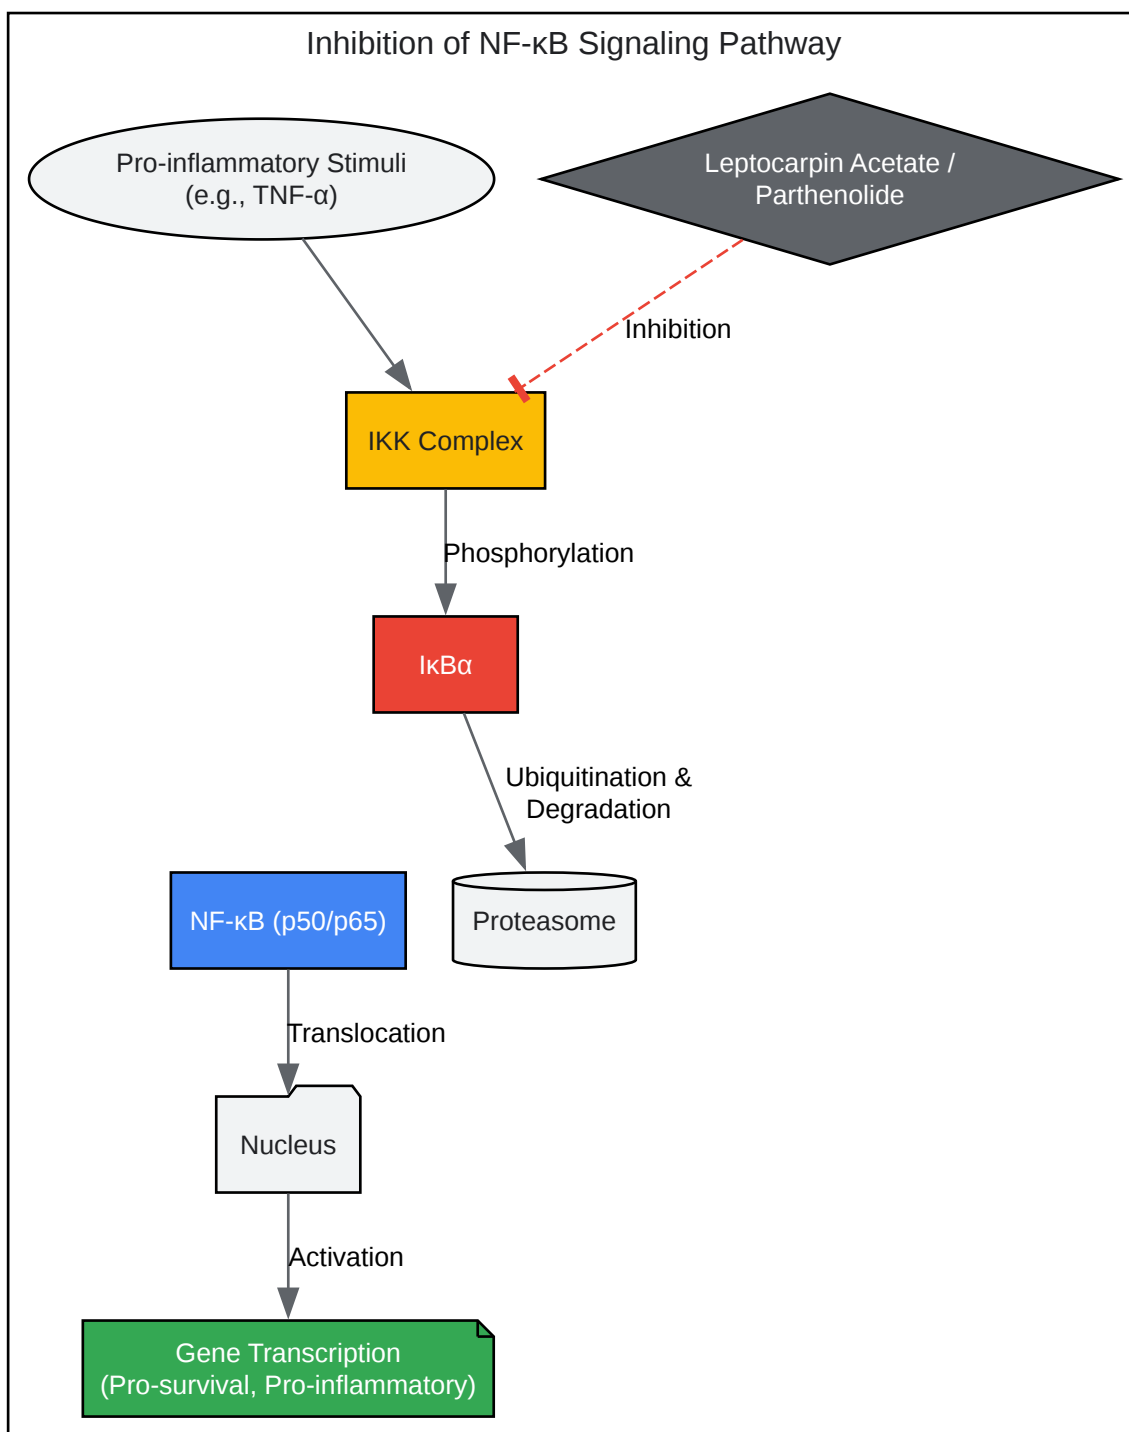 Inhibition of NF-κB Signaling Pathway
Pro-inflammatory Stimuli
(e.g., TNF-α)
Leptocarpin Acetate /
Parthenolide
Inhibition
IKK Complex
Phosphorylation
IκBα
Ubiquitination &
Degradation
NF-κB (p50/p65)
Proteasome
Translocation
Nucleus
Activation
Gene Transcription
(Pro-survival, Pro-inflammatory)